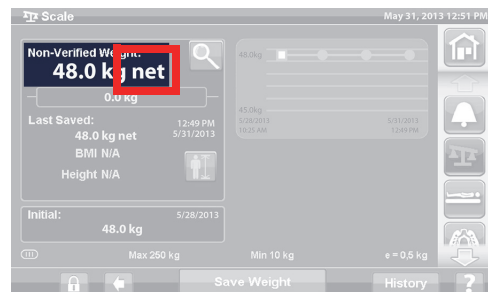 Scale
May 31, 2013 12:51 PM
Non-Verified Weight:
48.0 kg net
0.0 kg
Last Saved:
12:49 PM
48.0 kg net
5/31/2013
BMI N/A
Height N/A
Initial:
5/28/2013
48.0 kg
48.0kg
45.0kg
5/28/2013
10:25 AM
5/31/2013
12:49 PM
Max 250 kg
Min 10 kg
e = 0,5 kg
Save Weight
History
?